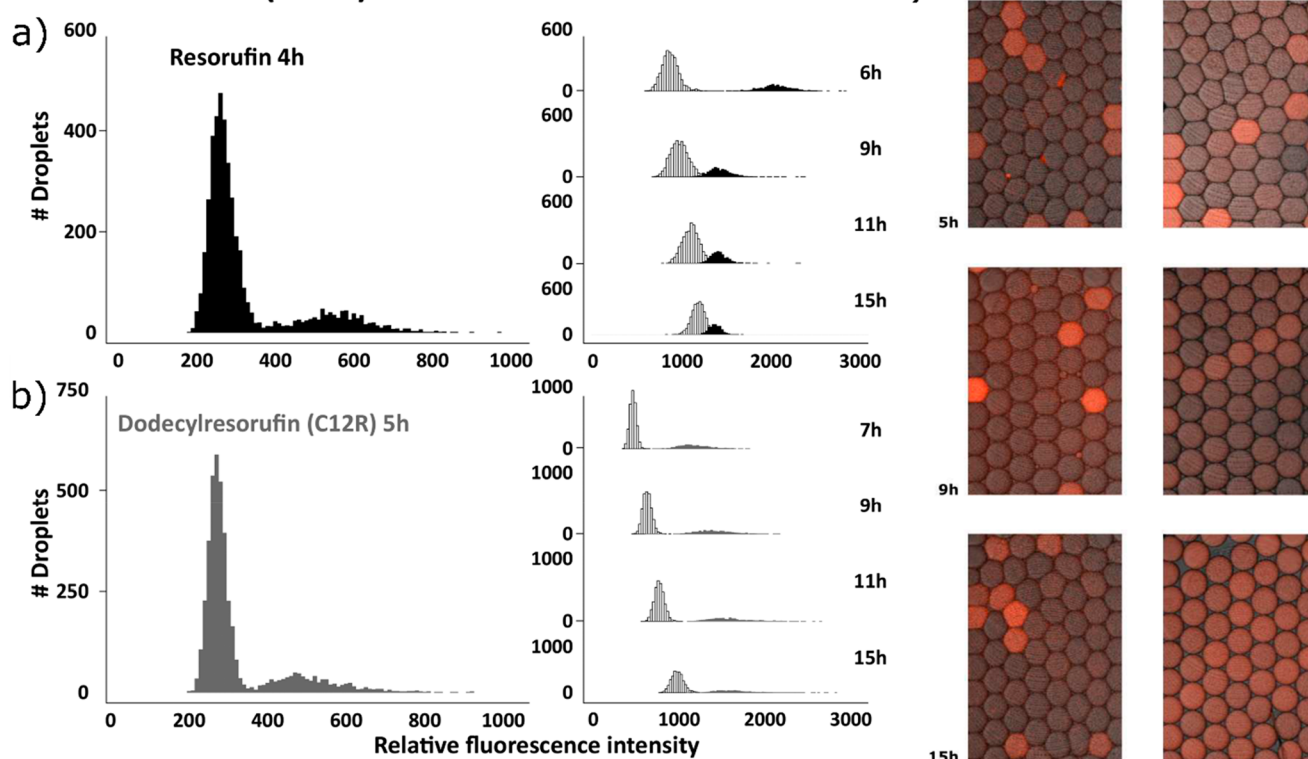 a)
600
400
200
0
# Droplets
Resorufin 4h
0 200 400 600 800 1000
600
0
6h
600
0
9h
600
0
11h
600
0
15h
0 1000 2000 3000
b)
750
500
250
0
# Droplets
Dodecylresorufin (C12R) 5h
0 200 400 600 800 1000
1000
0
7h
1000
0
9h
1000
0
11h
1000
0
15h
0 1000 2000 3000
Relative fluorescence intensity
5h
9h
15h